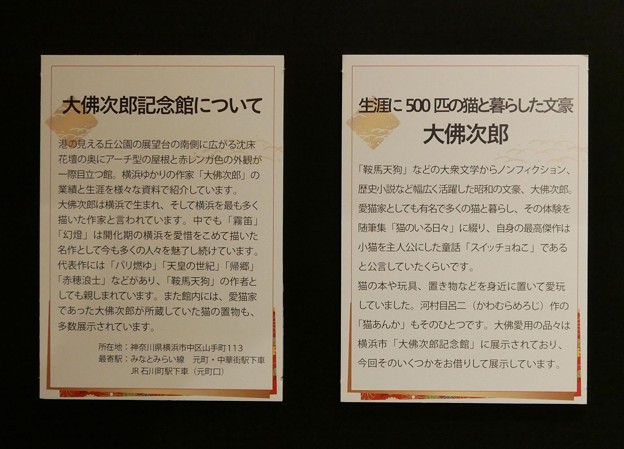 大佛次郎記念館について
港の見える丘公園の展望台の南側に広がる沈床
花壇の奥にアーチ型の屋根と赤レンガ色の外観が
一際目立つ館。横浜ゆかりの作家「大佛次郎」の
業績と生涯を様々な資料で紹介しています。
大佛次郎は横浜で生まれ、そして横浜を最も多く
描いた作家と言われています。中でも「霧笛」
「幻燈」は開化期の横浜を愛惜をこめて描いた
名作として今も多くの人々を魅了し続けています。
代表作には「パリ燃ゆ」「天皇の世紀」「帰郷」
「赤穂浪士」などがあり、「鞍馬天狗」の作者と
しても親しまれています。また館内には、愛猫家
であった大佛次郎が所蔵していた猫の置物も、
多数展示されています。
所在地：神奈川県横浜市中区山手町113
最寄駅：みなとみらい線 元町・中華街駅下車
JR石川町駅下車（元町口）
生涯に500匹の猫と暮らした文豪
大佛次郎
「鞍馬天狗」などの大衆文学からノンフィクション、
歴史小説など幅広く活躍した昭和の文豪、大佛次郎。
愛猫家としても有名で多くの猫と暮らし、その体験を
随筆集「猫のいる日々」に綴り、自身の最高傑作は
小猫を主人公にした童話「スイッチョねこ」である
と公言していたくらいです。
猫の本や玩具、置き物などを身近に置いて愛玩
していました。河村目呂二（かわむらめろじ）作の
「猫あんか」もそのひとつです。大佛愛用の品々は
横浜市「大佛次郎記念館」に展示されており、
今回そのいくつかをお借りして展示しています。